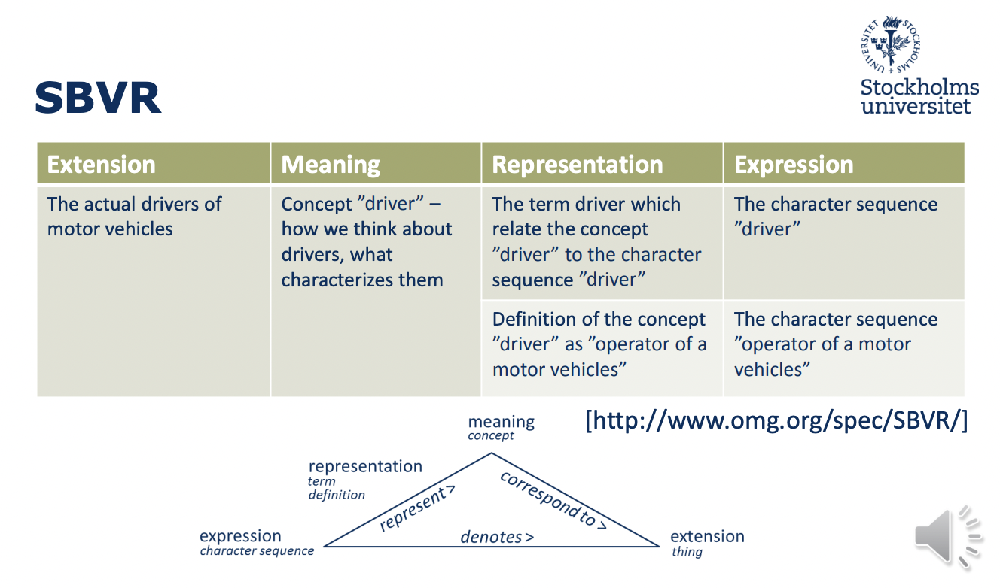 SBVR
UNIVERSITET STOCKHOLMS
Stockholms
universitet
Extension
Meaning
Representation
Expression
The actual drivers of
motor vehicles
Concept ”driver” –
how we think about
drivers, what
characterizes them
The term driver which
relate the concept
”driver” to the character
sequence ”driver”
The character sequence
”driver”
Definition of the concept
”driver” as ”operator of a
motor vehicles”
The character sequence
”operator of a motor
vehicles”
[http://www.omg.org/spec/SBVR/]
meaning
concept
representation
term
definition
represent >
correspond to >
denotes >
expression
character sequence
extension
thing